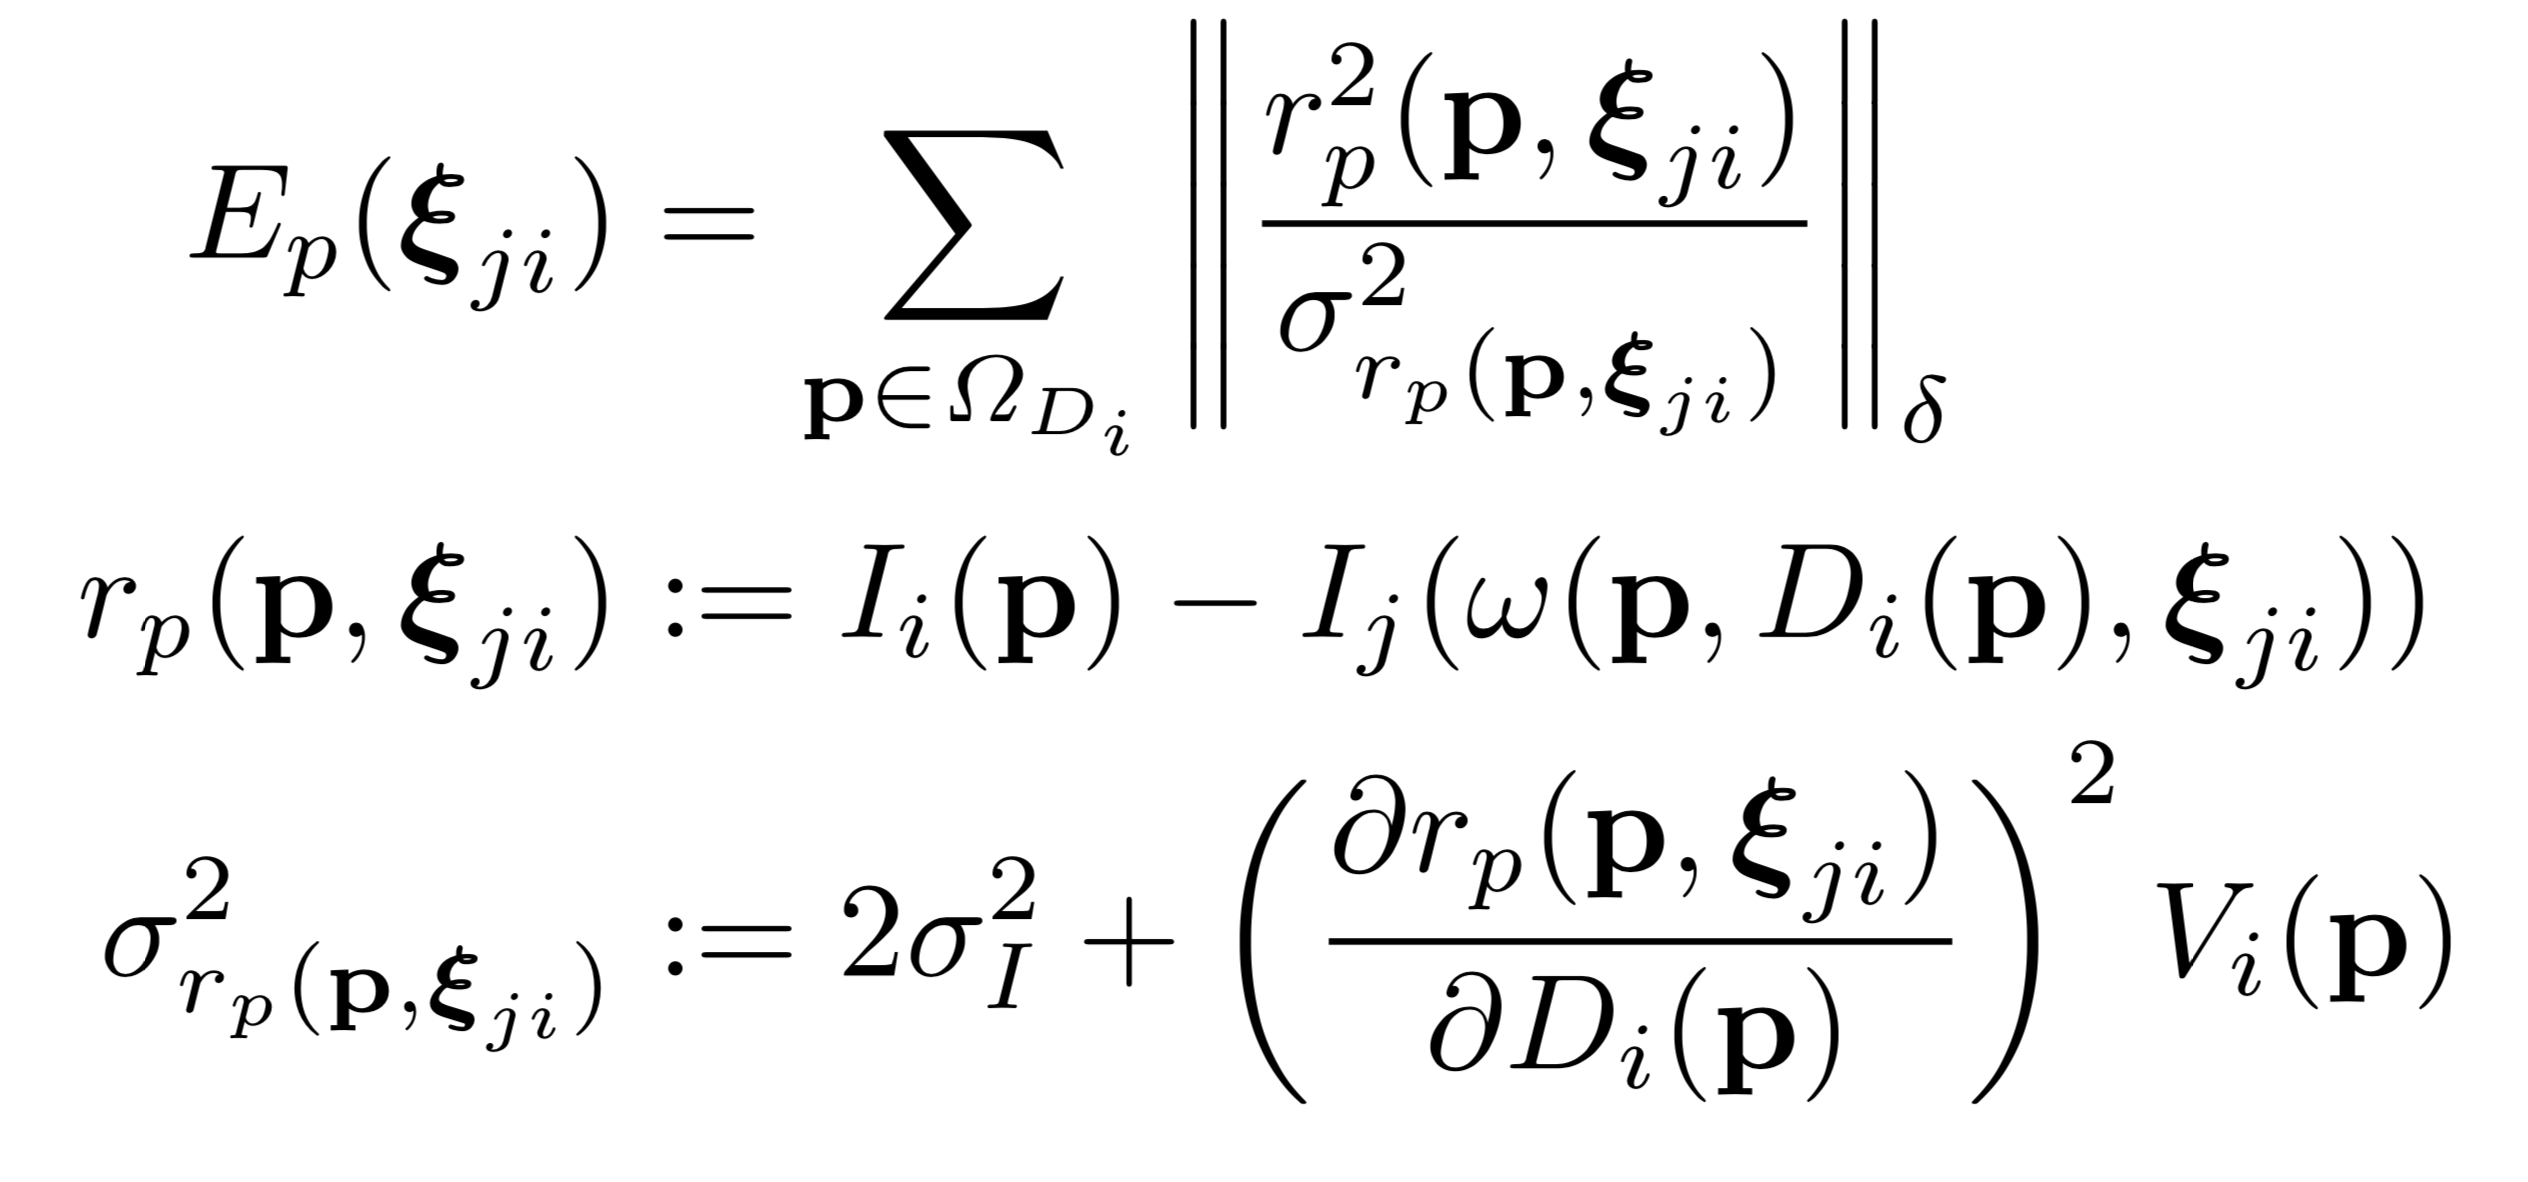 $E_p(\boldsymbol{\xi}_{ji}) = \sum_{\mathbf{p} \in \Omega_{D_i}} \left\| \frac{r_p^2(\mathbf{p}, \boldsymbol{\xi}_{ji})}{\sigma^2_{r_p(\mathbf{p}, \boldsymbol{\xi}_{ji})}} \right\|_\delta$
$r_p(\mathbf{p}, \boldsymbol{\xi}_{ji}) := I_i(\mathbf{p}) - I_j(\omega(\mathbf{p}, D_i(\mathbf{p}), \boldsymbol{\xi}_{ji}))$
$\sigma^2_{r_p(\mathbf{p}, \boldsymbol{\xi}_{ji})} := 2\sigma_I^2 + \left( \frac{\partial r_p(\mathbf{p}, \boldsymbol{\xi}_{ji})}{\partial D_i(\mathbf{p})} \right)^2 V_i(\mathbf{p})$